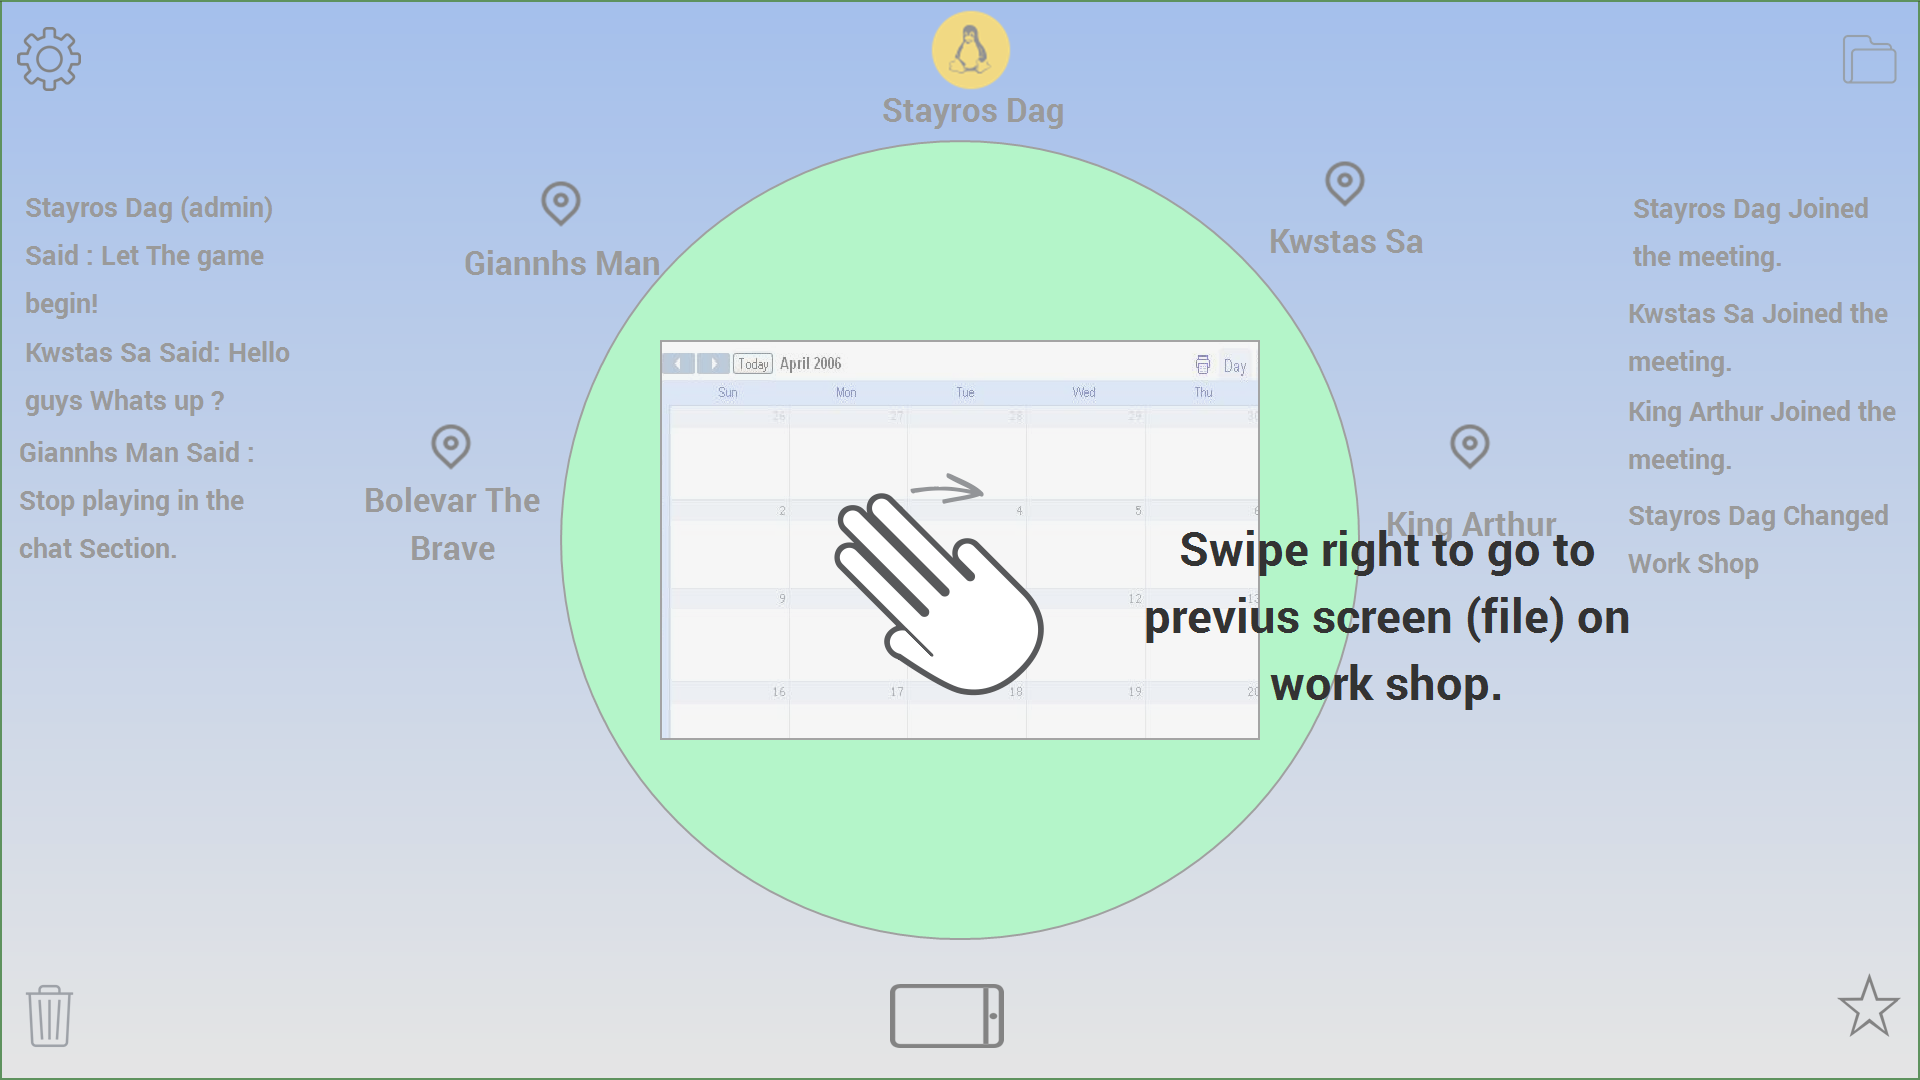 Stayros Dag
Stayros Dag (admin)
Said : Let The game
begin!
Kwstas Sa Said: Hello
guys Whats up ?
Giannhs Man Said :
Stop playing in the
chat Section.
Giannhs Man
Bolevar The
Brave
Kwstas Sa
King Arthur
Today April 2006 Day
Sun Mon Tue Wed Thu
26 27 28 29 30
2 4 5 6
9 12 13
16 17 18 19 20
Swipe right to go to
previus screen (file) on
work shop.
Stayros Dag Joined
the meeting.
Kwstas Sa Joined the
meeting.
King Arthur Joined the
meeting.
Stayros Dag Changed
Work Shop